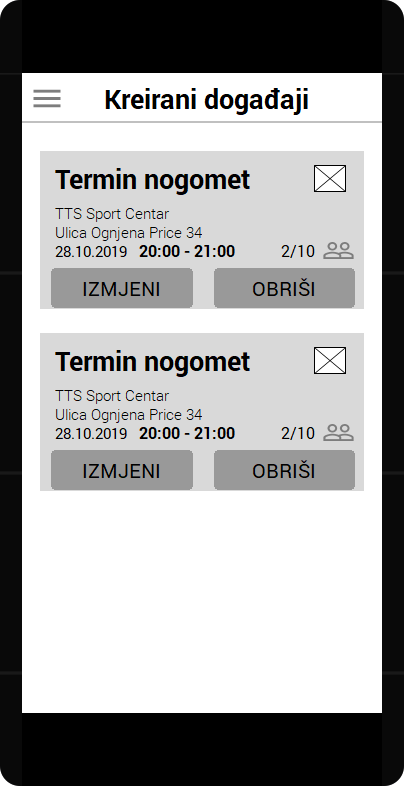 Kreirani događaji
Termin nogomet
TTS Sport Centar
Ulica Ognjena Price 34
28.10.2019 20:00 - 21:00 2/10
IZMJENI OBRIŠI
Termin nogomet
TTS Sport Centar
Ulica Ognjena Price 34
28.10.2019 20:00 - 21:00 2/10
IZMJENI OBRIŠI